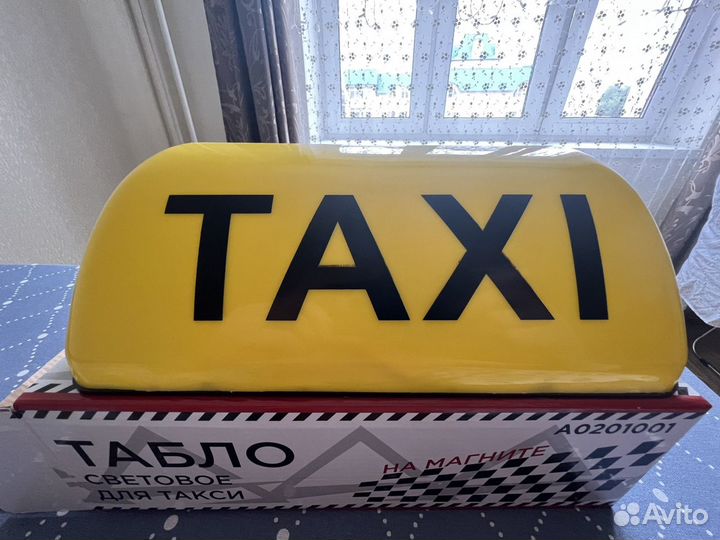 TAXI
A0201001
ТАБЛО
СВЕТОВОЕ
ДЛЯ ТАКСИ
НА МАГНИТЕ
Avito